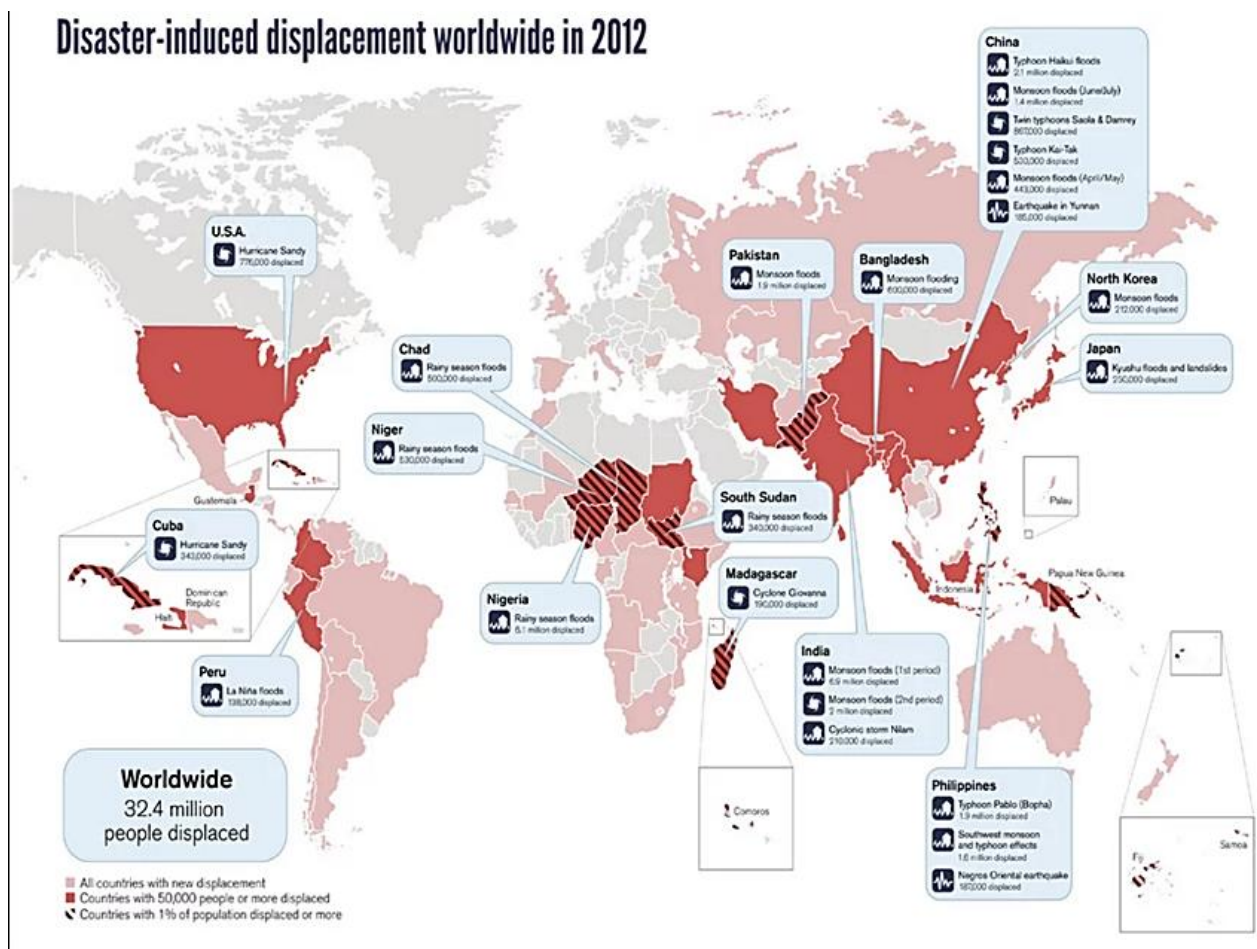 Disaster-induced displacement worldwide in 2012
China
Typhoon Haikui floods
2.1 million displaced
Monsoon floods (June/July)
1.4 million displaced
Twin typhoons Saola & Damrey
867,000 displaced
Typhoon Kai-Tak
530,000 displaced
Monsoon floods (April/May)
443,000 displaced
Earthquake in Yunnan
185,000 displaced
U.S.A.
Hurricane Sandy
776,000 displaced
Pakistan
Monsoon floods
1.9 million displaced
Bangladesh
Monsoon flooding
600,000 displaced
North Korea
Monsoon floods
212,000 displaced
Japan
Kyushu floods and landslides
250,000 displaced
Chad
Rainy season floods
500,000 displaced
Niger
Rainy season floods
530,000 displaced
Guatemala
Cuba
Hurricane Sandy
343,000 displaced
Dominican
Republic
Haiti
South Sudan
Rainy season floods
340,000 displaced
Palau
Madagascar
Cyclone Giovanna
190,000 displaced
Papua New Guinea
Indonesia
Nigeria
Rainy season floods
6.1 million displaced
India
Monsoon floods (1st period)
6.9 million displaced
Monsoon floods (2nd period)
2 million displaced
Cyclonic storm Nilam
210,000 displaced
Peru
La Niña floods
138,000 displaced
Worldwide
32.4 million
people displaced
Comoros
Philippines
Typhoon Pablo (Bopha)
1.9 million displaced
Southwest monsoon
and typhoon effects
1.6 million displaced
Negros Oriental earthquake
187,000 displaced
Samoa
Fiji
All countries with new displacement
Countries with 50,000 people or more displaced
Countries with 1% of population displaced or more